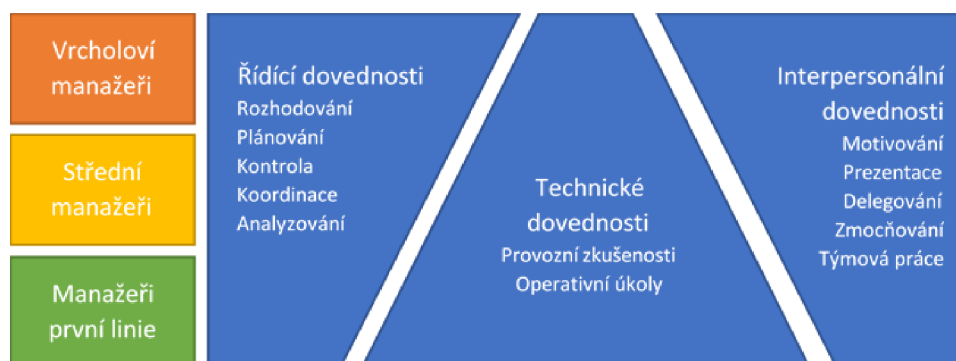 Vrcholoví
manažeři
Střední
manažeři
Manažeři
první linie
Řídící dovednosti
Rozhodování
Plánování
Kontrola
Koordinace
Analyzování
Technické
dovednosti
Provozní zkušenosti
Operativní úkoly
Interpersonální
dovednosti
Motivování
Prezentace
Delegování
Zmocňování
Týmová práce